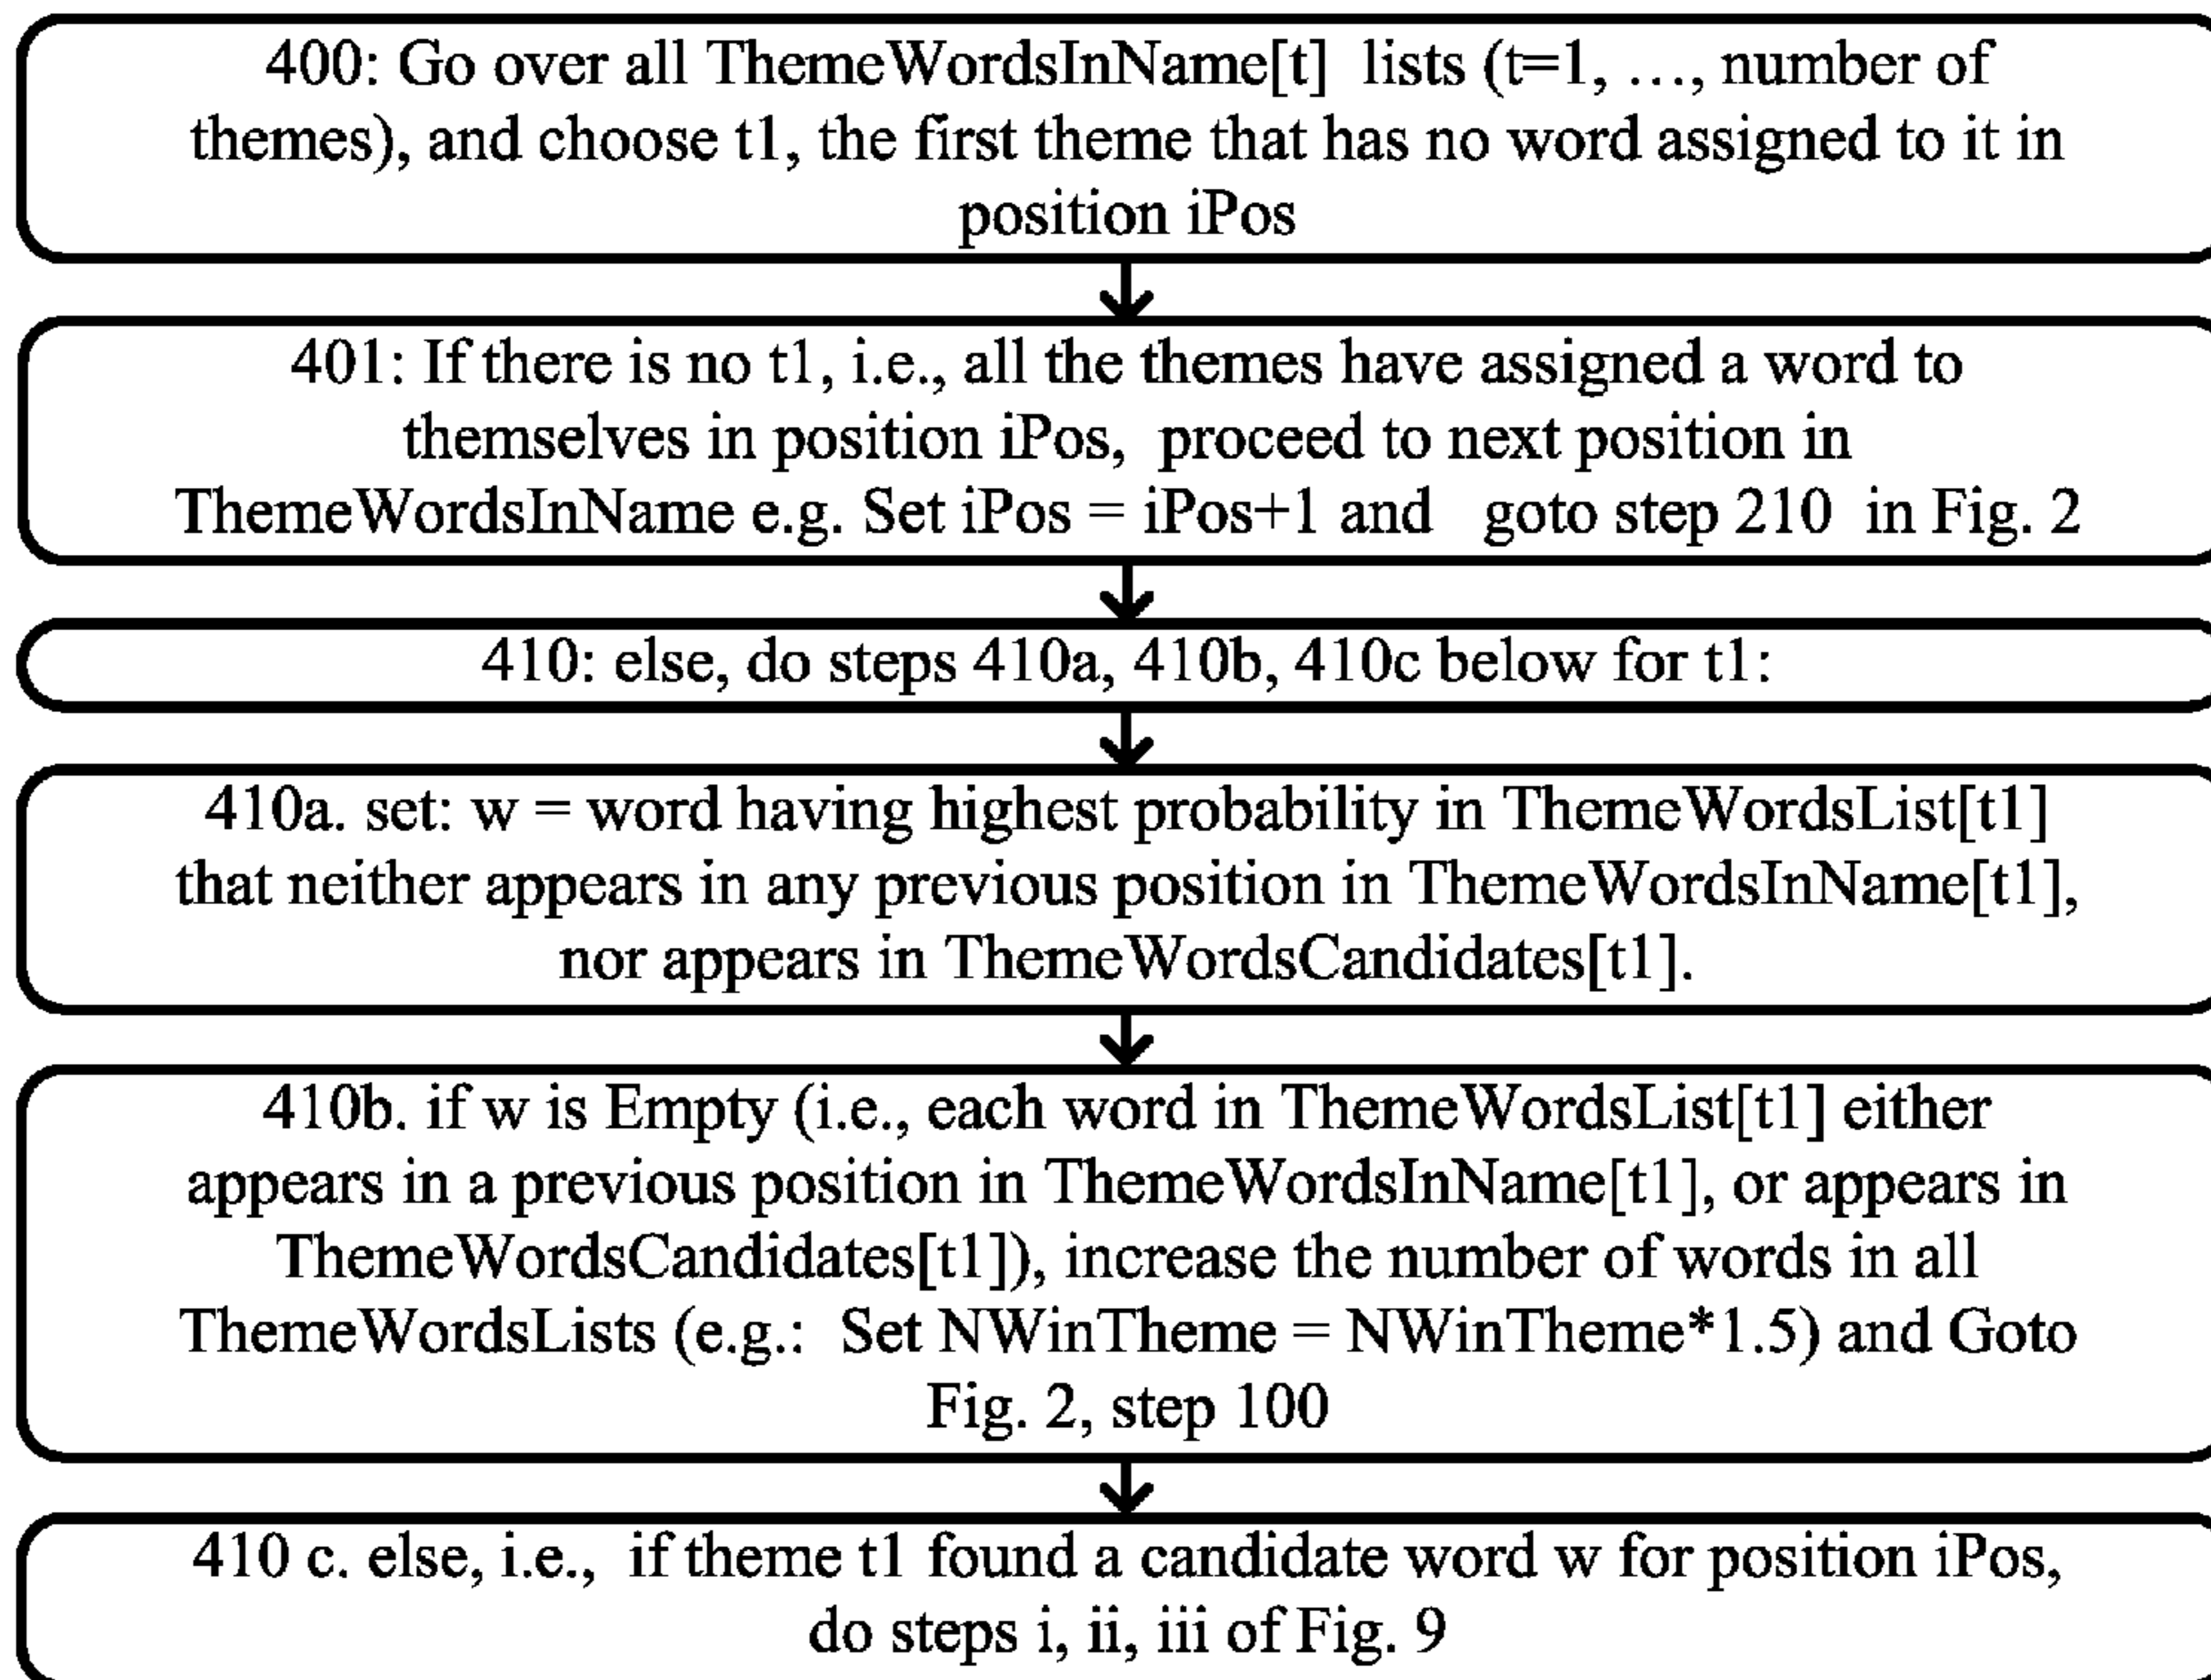 400: Go over all ThemeWordsInName[t] lists (t=1, ..., number of
themes), and choose t1, the first theme that has no word assigned to it in
position iPos
401: If there is no t1, i.e., all the themes have assigned a word to
themselves in position iPos, proceed to next position in
ThemeWordsInName e.g. Set iPos = iPos+1 and goto step 210 in Fig. 2
410: else, do steps 410a, 410b, 410c below for t1:
410a. set: w = word having highest probability in ThemeWordsList[t1]
that neither appears in any previous position in ThemeWordsInName[t1],
nor appears in ThemeWordsCandidates[t1].
410b. if w is Empty (i.e., each word in ThemeWordsList[t1] either
appears in a previous position in ThemeWordsInName[t1], or appears in
ThemeWordsCandidates[t1]), increase the number of words in all
ThemeWordsLists (e.g.: Set NWinTheme = NWinTheme*1.5) and Goto
Fig. 2, step 100
410 c. else, i.e., if theme t1 found a candidate word w for position iPos,
do steps i, ii, iii of Fig. 9